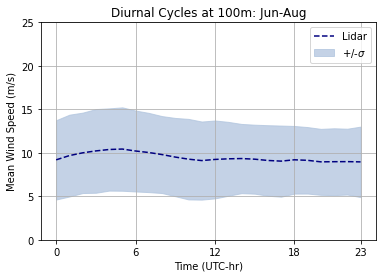 Diurnal Cycles at 100m: Jun-Aug
Mean Wind Speed (m/s)
25
20
15
10
5
0
Lidar
+/-σ
0 6 12 18 23
Time (UTC-hr)